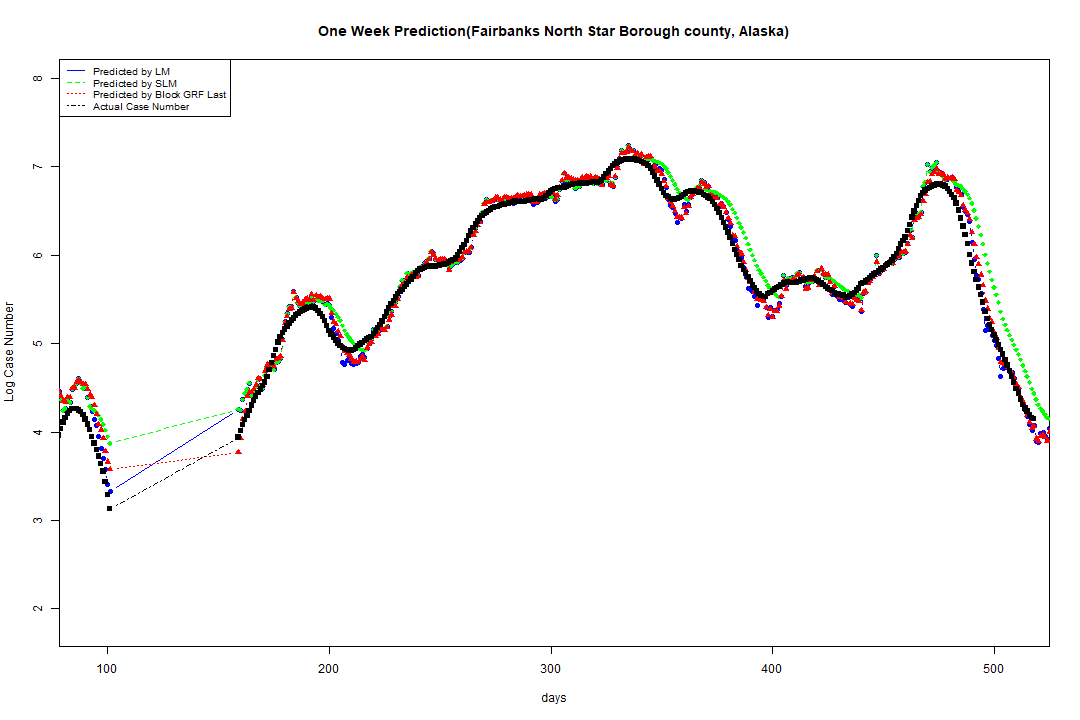 One Week Prediction(Fairbanks North Star Borough county, Alaska)
Predicted by LM
Predicted by SLM
Predicted by Block GRF Last
Actual Case Number
Log Case Number
8
7
6
5
4
3
2
100 200 300 400 500
days